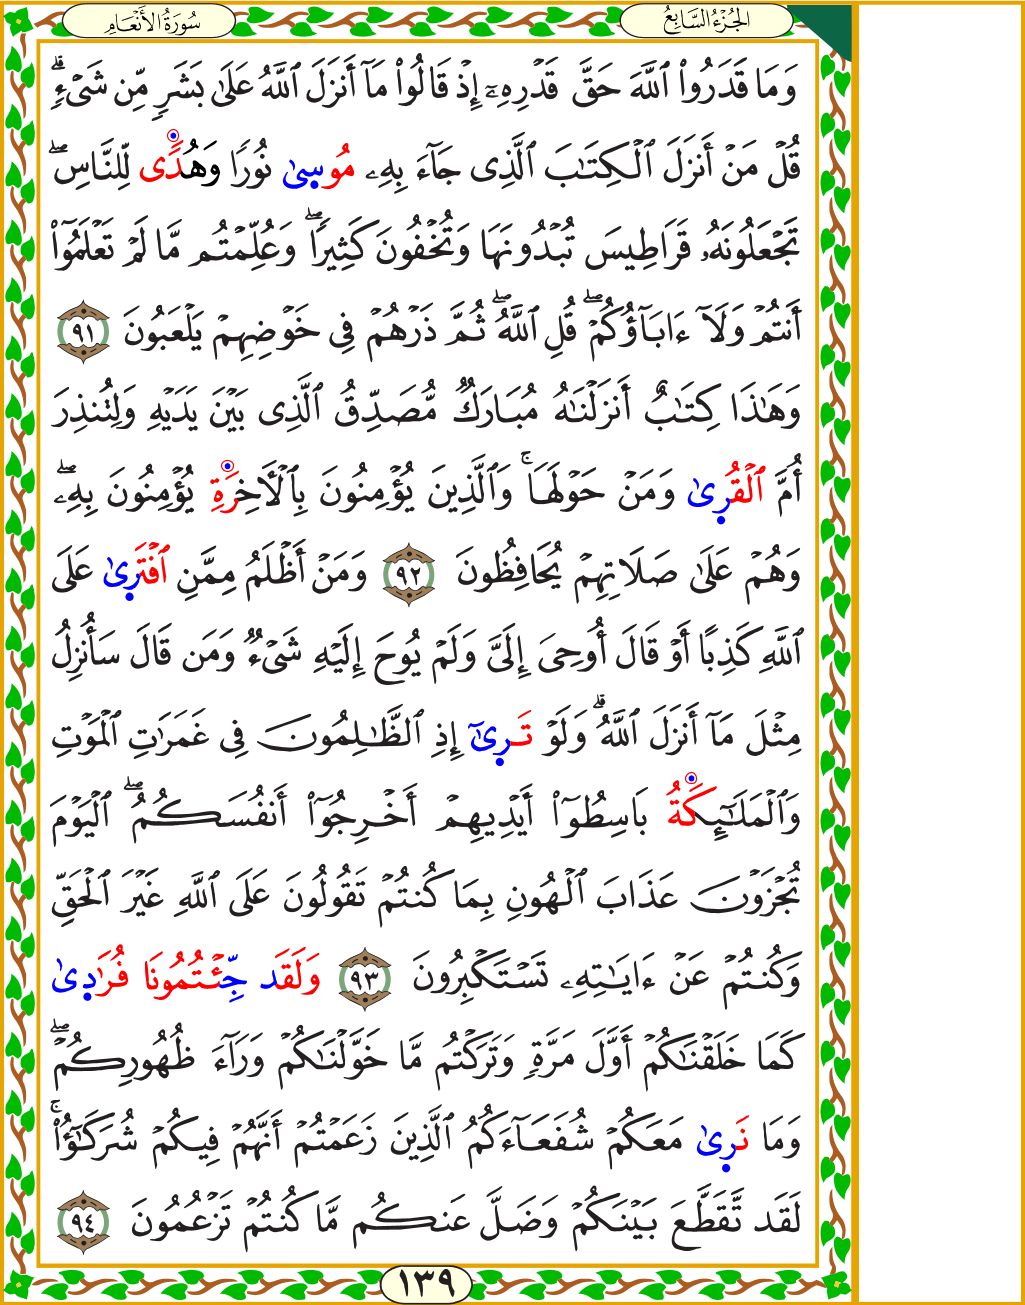 الجُزْءُ السَّابِعُ
سُورَةُ الأَنْعَامِ
وَمَا قَدَرُواْ ٱللَّهَ حَقَّ قَدْرِهِۦٓ إِذْ قَالُواْ مَآ أَنزَلَ ٱللَّهُ عَلَىٰ بَشَرٖ مِّن شَىْءٖۗ
قُلْ مَنْ أَنزَلَ ٱلْكِتَٰبَ ٱلَّذِى جَآءَ بِهِۦ مُوسٜىٰ نُورٗا وَهُدٗى لِّلنَّاسِۖ
تَجْعَلُونَهُۥ قَرَاطِيسَ تُبْدُونَهَا وَتُخْفُونَ كَثِيرٗاۖ وَعُلِّمْتُم مَّا لَمْ تَعْلَمُوٓاْ
أَنتُمْ وَلَآ ءَابَآؤُكُمْۖ قُلِ ٱللَّهُۖ ثُمَّ ذَرْهُمْ فِى خَوْضِهِمْ يَلْعَبُونَ ٩١
وَهَٰذَا كِتَٰبٌ أَنزَلْنَٰهُ مُبَارَكٞ مُّصَدِّقُ ٱلَّذِى بَيْنَ يَدَيْهِ وَلِتُنذِرَ
أُمَّ ٱلْقُرٜىٰ وَمَنْ حَوْلَهَاۚ وَٱلَّذِينَ يُؤْمِنُونَ بِٱلْأَخِرَةِ يُؤْمِنُونَ بِهِۦۖ
وَهُمْ عَلَىٰ صَلَاتِهِمْ يُحَافِظُونَ ٩٢ وَمَنْ أَظْلَمُ مِمَّنِ ٱفْتَرٜىٰ عَلَى
ٱللَّهِ كَذِبًا أَوْ قَالَ أُوحِىَ إِلَىَّ وَلَمْ يُوحَ إِلَيْهِ شَىْءٞ وَمَن قَالَ سَأُنزِلُ
مِثْلَ مَآ أَنزَلَ ٱللَّهُۗ وَلَوْ تَرٜىٰٓ إِذِ ٱلظَّٰلِمُونَ فِى غَمَرَٰتِ ٱلْمَوْتِ
وَٱلْمَلَٰٓئِكَةُ بَاسِطُوٓاْ أَيْدِيهِمْ أَخْرِجُوٓاْ أَنفُسَكُمُۖ ٱلْيَوْمَ
تُجْزَوْنَ عَذَابَ ٱلْهُونِ بِمَا كُنتُمْ تَقُولُونَ عَلَى ٱللَّهِ غَيْرَ ٱلْحَقِّ
وَكُنتُمْ عَنْ ءَايَٰتِهِۦ تَسْتَكْبِرُونَ ٩٣ وَلَقَد جِّئْتُمُونَا فُرَٰدٜىٰ
كَمَا خَلَقْنَٰكُمْ أَوَّلَ مَرَّةٖ وَتَرَكْتُم مَّا خَوَّلْنَٰكُمْ وَرَآءَ ظُهُورِكُمْۖ
وَمَا نَرٜىٰ مَعَكُمْ شُفَعَآءَكُمُ ٱلَّذِينَ زَعَمْتُمْ أَنَّهُمْ فِيكُمْ شُرَكَٰٓؤُاْۚ
لَقَد تَّقَطَّعَ بَيْنَكُمْ وَضَلَّ عَنكُم مَّا كُنتُمْ تَزْعُمُونَ ٩٤
١٣٩